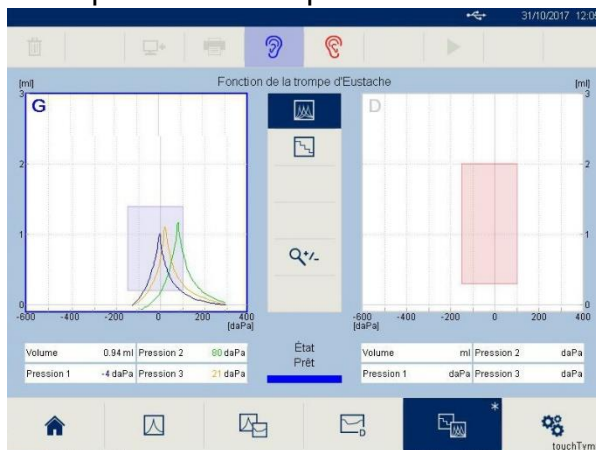 31/10/2017 12:05
Fonction de la trompe d'Eustache
[ml]
[ml]
G
D
3
2
1
0
-600 -400 -200 0 200 400
[daPa]
3
2
1
0
-600 -400 -200 0 200 400
[daPa]
Volume 0.94 ml Pression 2 80 daPa
Pression 1 -4 daPa Pression 3 21 daPa
État
Prêt
Volume ml Pression 2 daPa
Pression 1 daPa Pression 3 daPa
D
*
touchTym